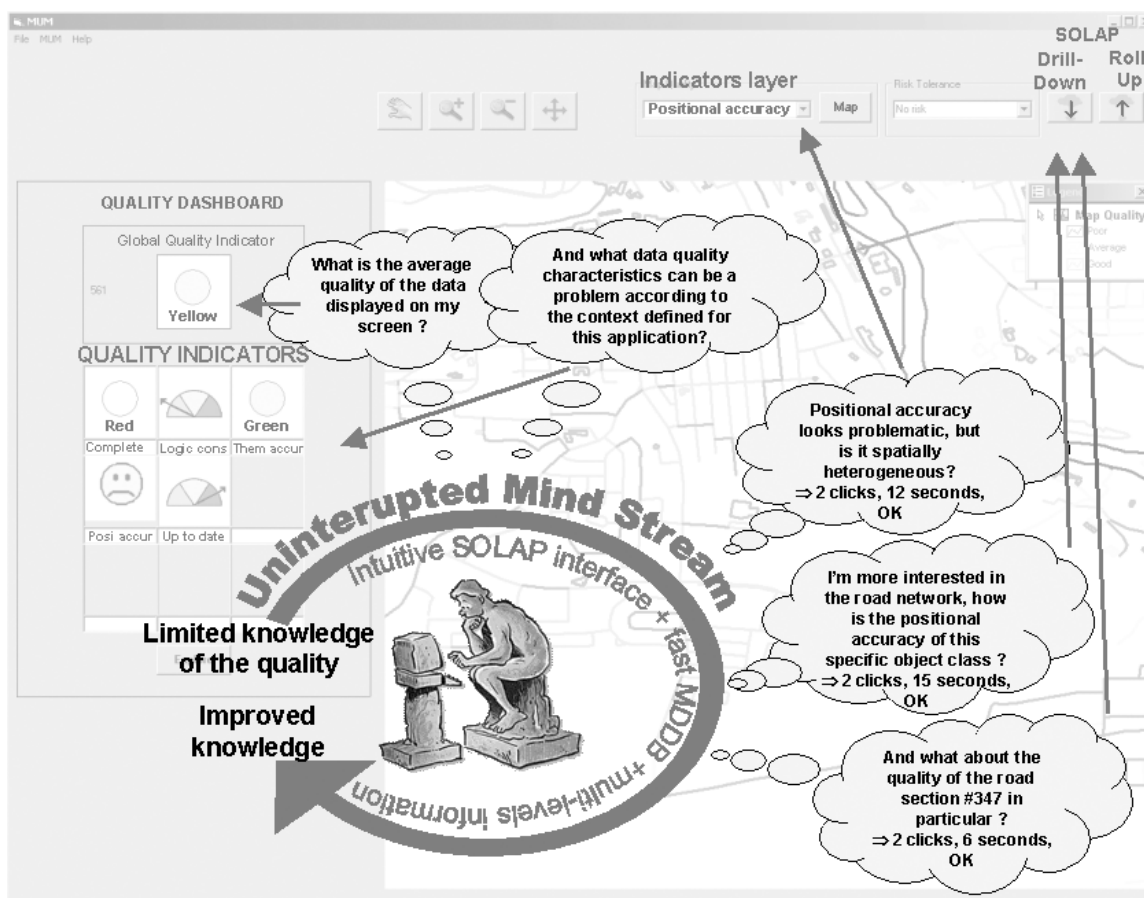 MUM
File MUM Help
SOLAP
Drill-
Down
Roll
Up
Indicators layer
Positional accuracy
Map
Risk Tolerance
No risk
QUALITY DASHBOARD
Global Quality Indicator
561
Yellow
QUALITY INDICATORS
Red
Green
Complete
Logic cons
Them accur
Posi accur
Up to date
Map Quality
Poor
Average
Good
What is the average
quality of the data
displayed on my
screen ?
And what data quality
characteristics can be a
problem according to
the context defined for
this application?
Positional accuracy
looks problematic, but
is it spatially
heterogeneous?
⇒ 2 clicks, 12 seconds,
OK
I'm more interested in
the road network, how
is the positional
accuracy of this
specific object class ?
⇒ 2 clicks, 15 seconds,
OK
And what about the
quality of the road
section #347 in
particular ?
⇒ 2 clicks, 6 seconds,
OK
Uninterupted Mind Stream
Intuitive SOLAP interface + fast MDDB +multi-levels information
Limited knowledge
of the quality
Improved
knowledge